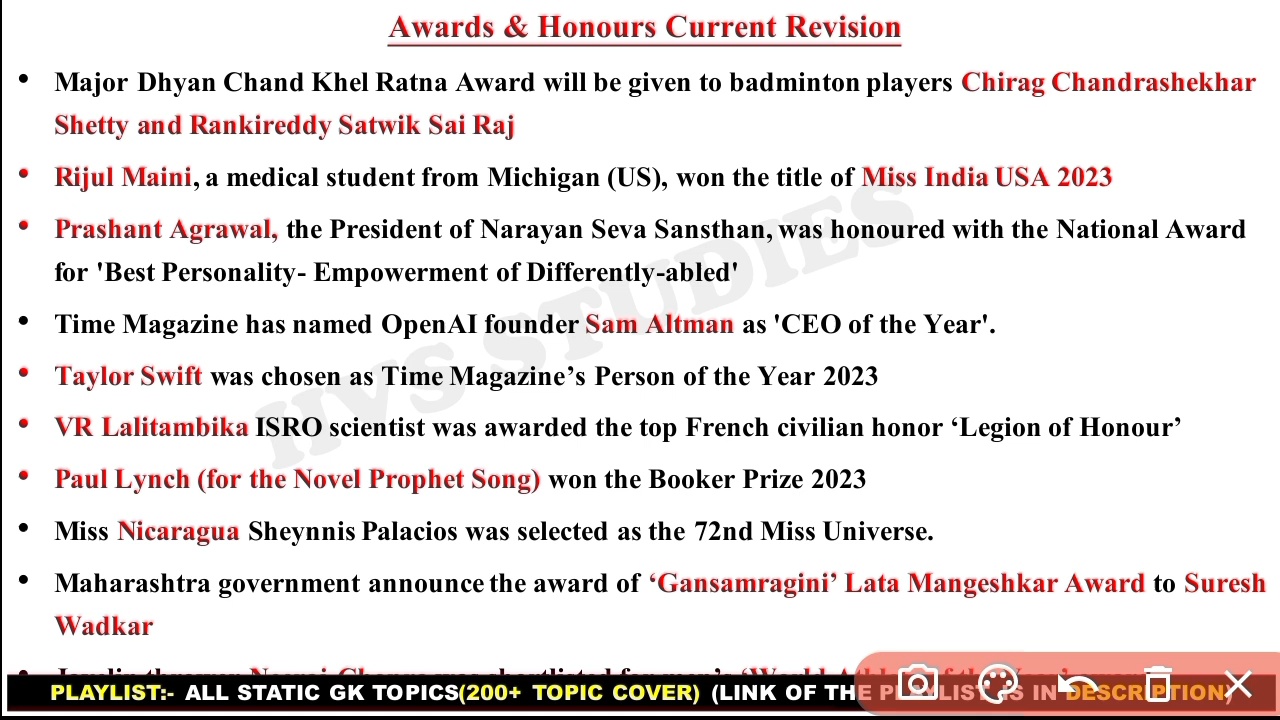 Awards & Honours Current Revision
• Major Dhyan Chand Khel Ratna Award will be given to badminton players Chirag Chandrashekhar
Shetty and Rankireddy Satwik Sai Raj
• Rijul Maini, a medical student from Michigan (US), won the title of Miss India USA 2023
• Prashant Agrawal, the President of Narayan Seva Sansthan, was honoured with the National Award
for 'Best Personality- Empowerment of Differently-abled'
• Time Magazine has named OpenAI founder Sam Altman as 'CEO of the Year'.
• Taylor Swift was chosen as Time Magazine’s Person of the Year 2023
• VR Lalitambika ISRO scientist was awarded the top French civilian honor ‘Legion of Honour’
• Paul Lynch (for the Novel Prophet Song) won the Booker Prize 2023
• Miss Nicaragua Sheynnis Palacios was selected as the 72nd Miss Universe.
• Maharashtra government announce the award of ‘Gansamragini’ Lata Mangeshkar Award to Suresh
Wadkar
PLAYLIST:- ALL STATIC GK TOPICS(200+ TOPIC COVER) (LINK OF THE PLAYLIST IS IN DESCRIPTION)
STUDIES